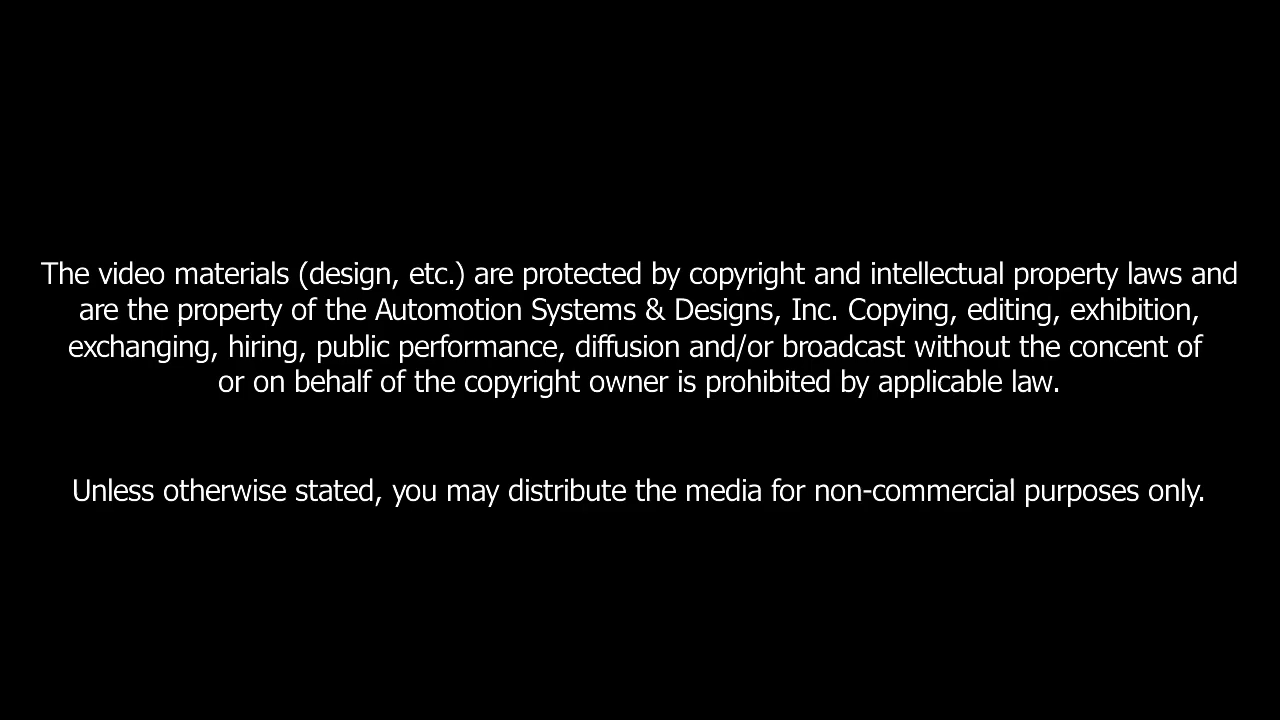 The video materials (design, etc.) are protected by copyright and intellectual property laws and
are the property of the Automotion Systems & Designs, Inc. Copying, editing, exhibition,
exchanging, hiring, public performance, diffusion and/or broadcast without the concent of
or on behalf of the copyright owner is prohibited by applicable law.
Unless otherwise stated, you may distribute the media for non-commercial purposes only.